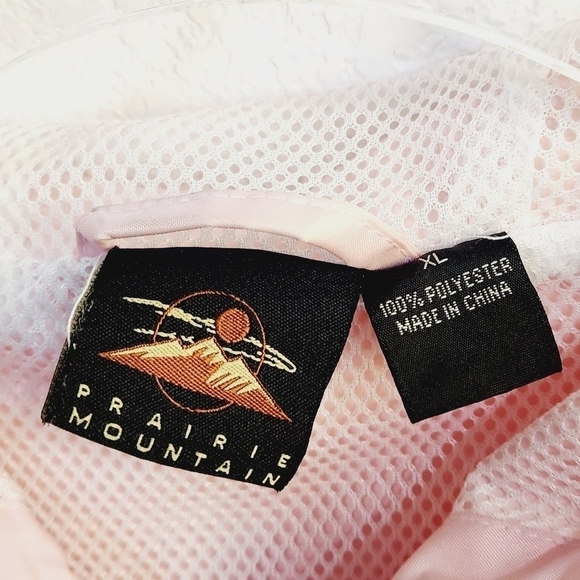 PRAIRIE
MOUNTAIN
XL
100% POLYESTER
MADE IN CHINA